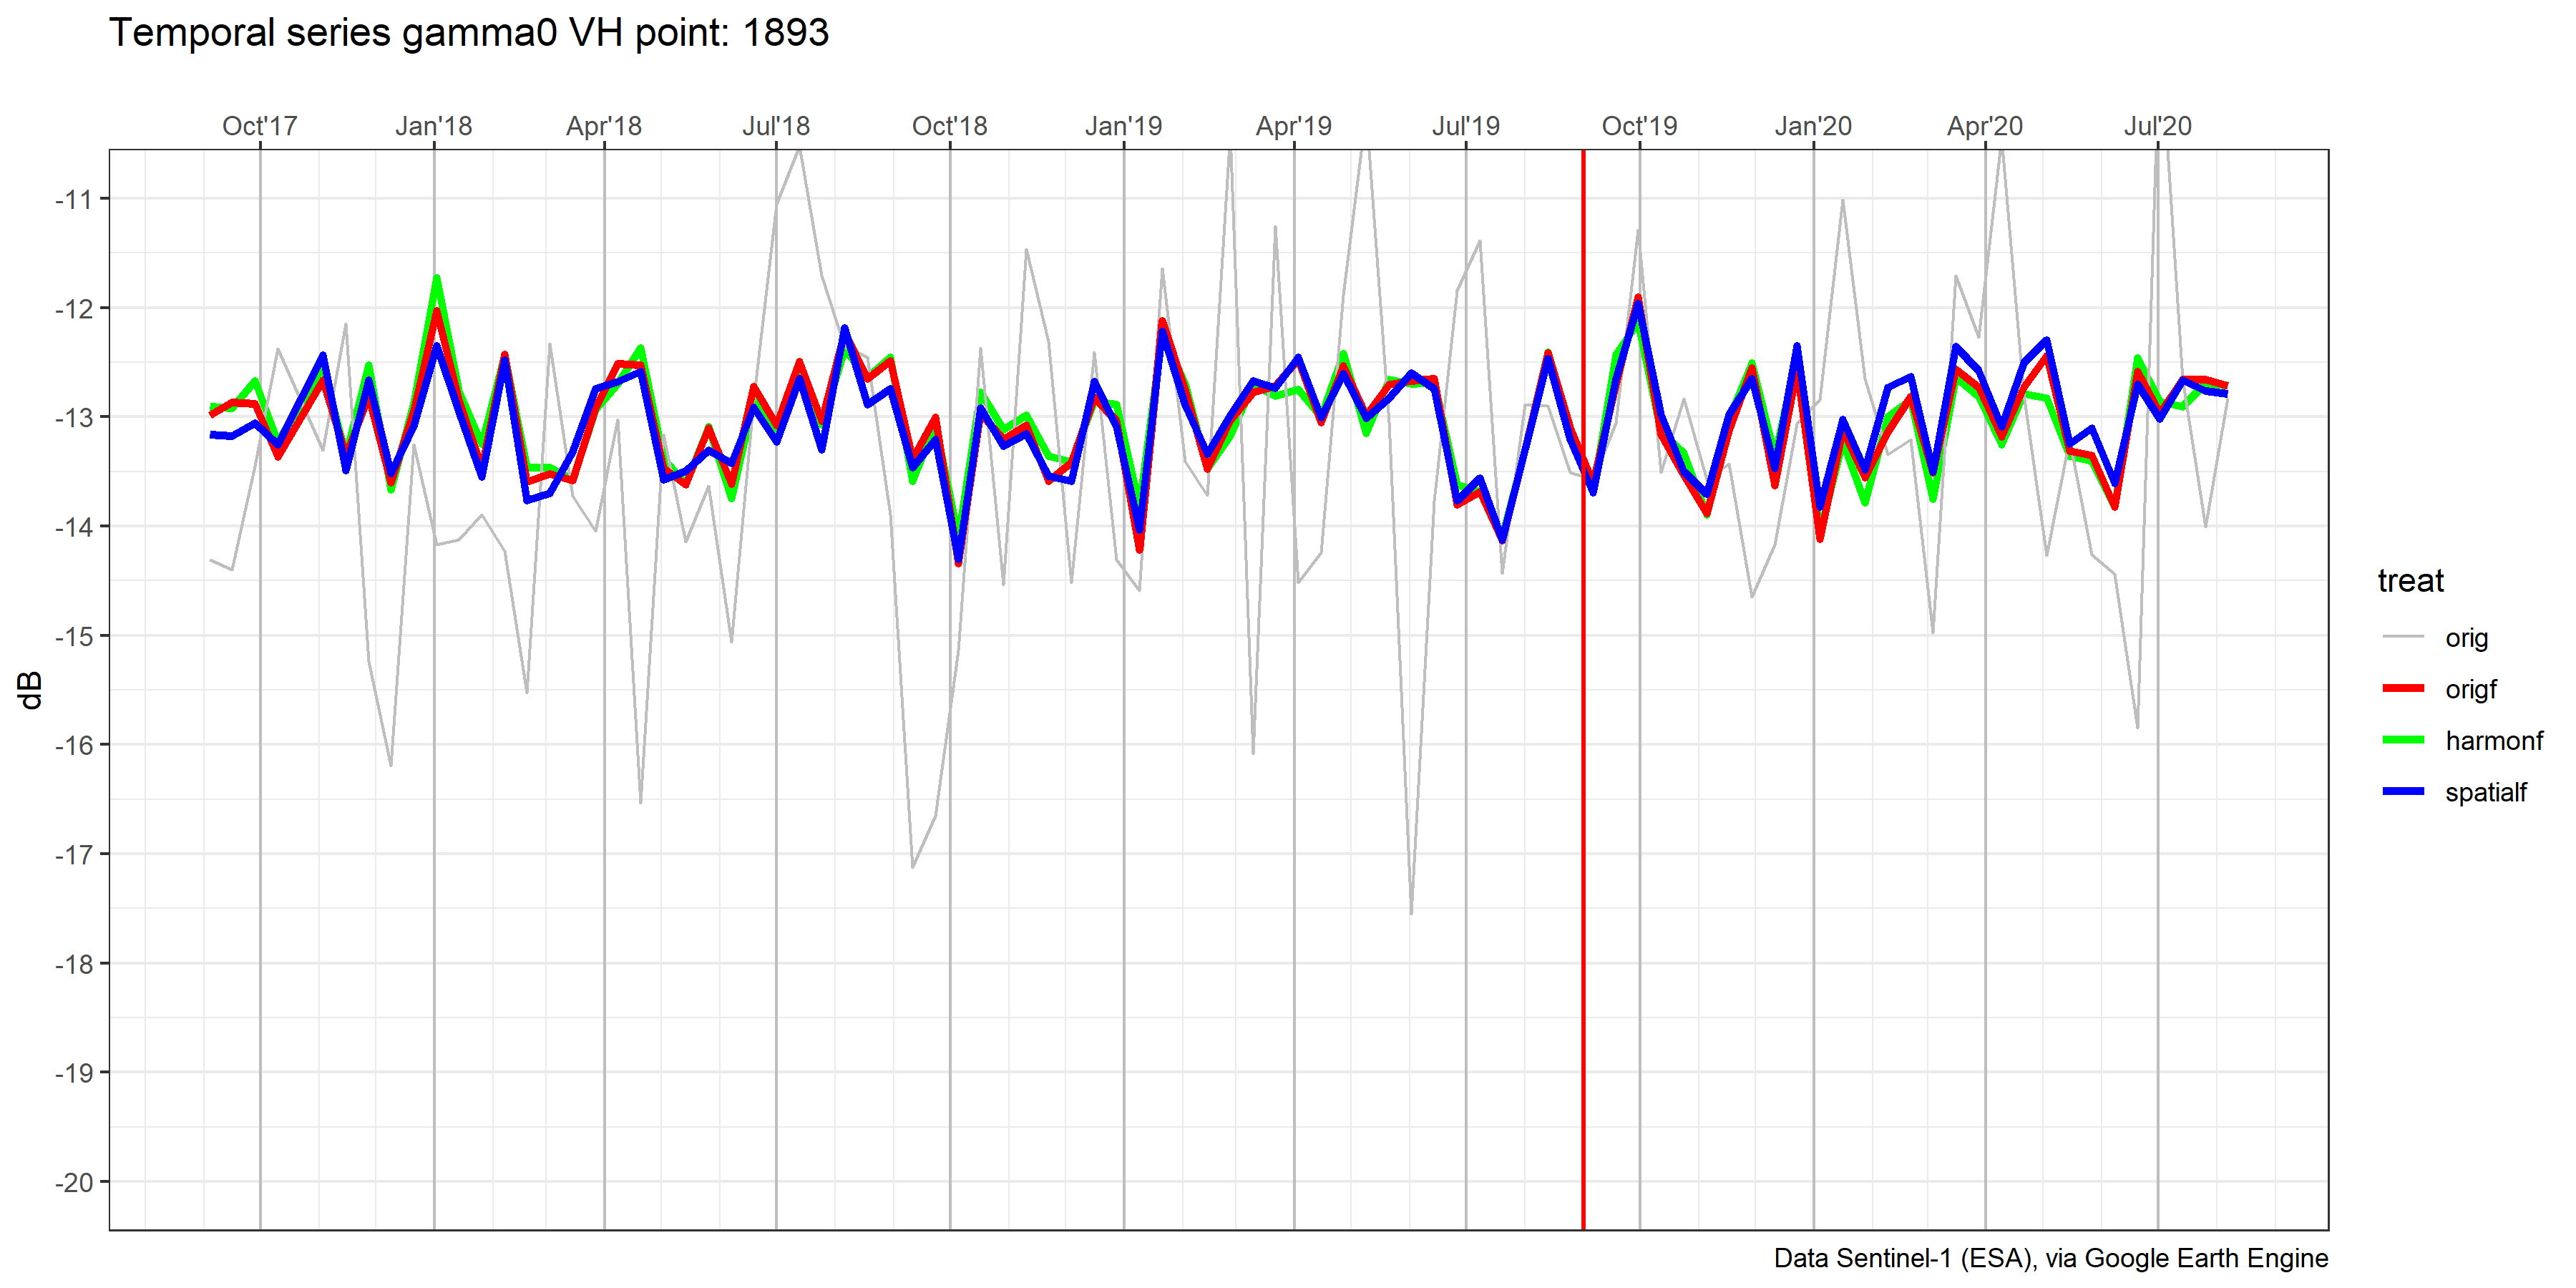 Temporal series gamma0 VH point: 1893
Oct'17 Jan'18 Apr'18 Jul'18 Oct'18 Jan'19 Apr'19 Jul'19 Oct'19 Jan'20 Apr'20 Jul'20
-11
-12
-13
-14
-15
-16
-17
-18
-19
-20
dB
treat
orig
origf
harmonf
spatialf
Data Sentinel-1 (ESA), via Google Earth Engine